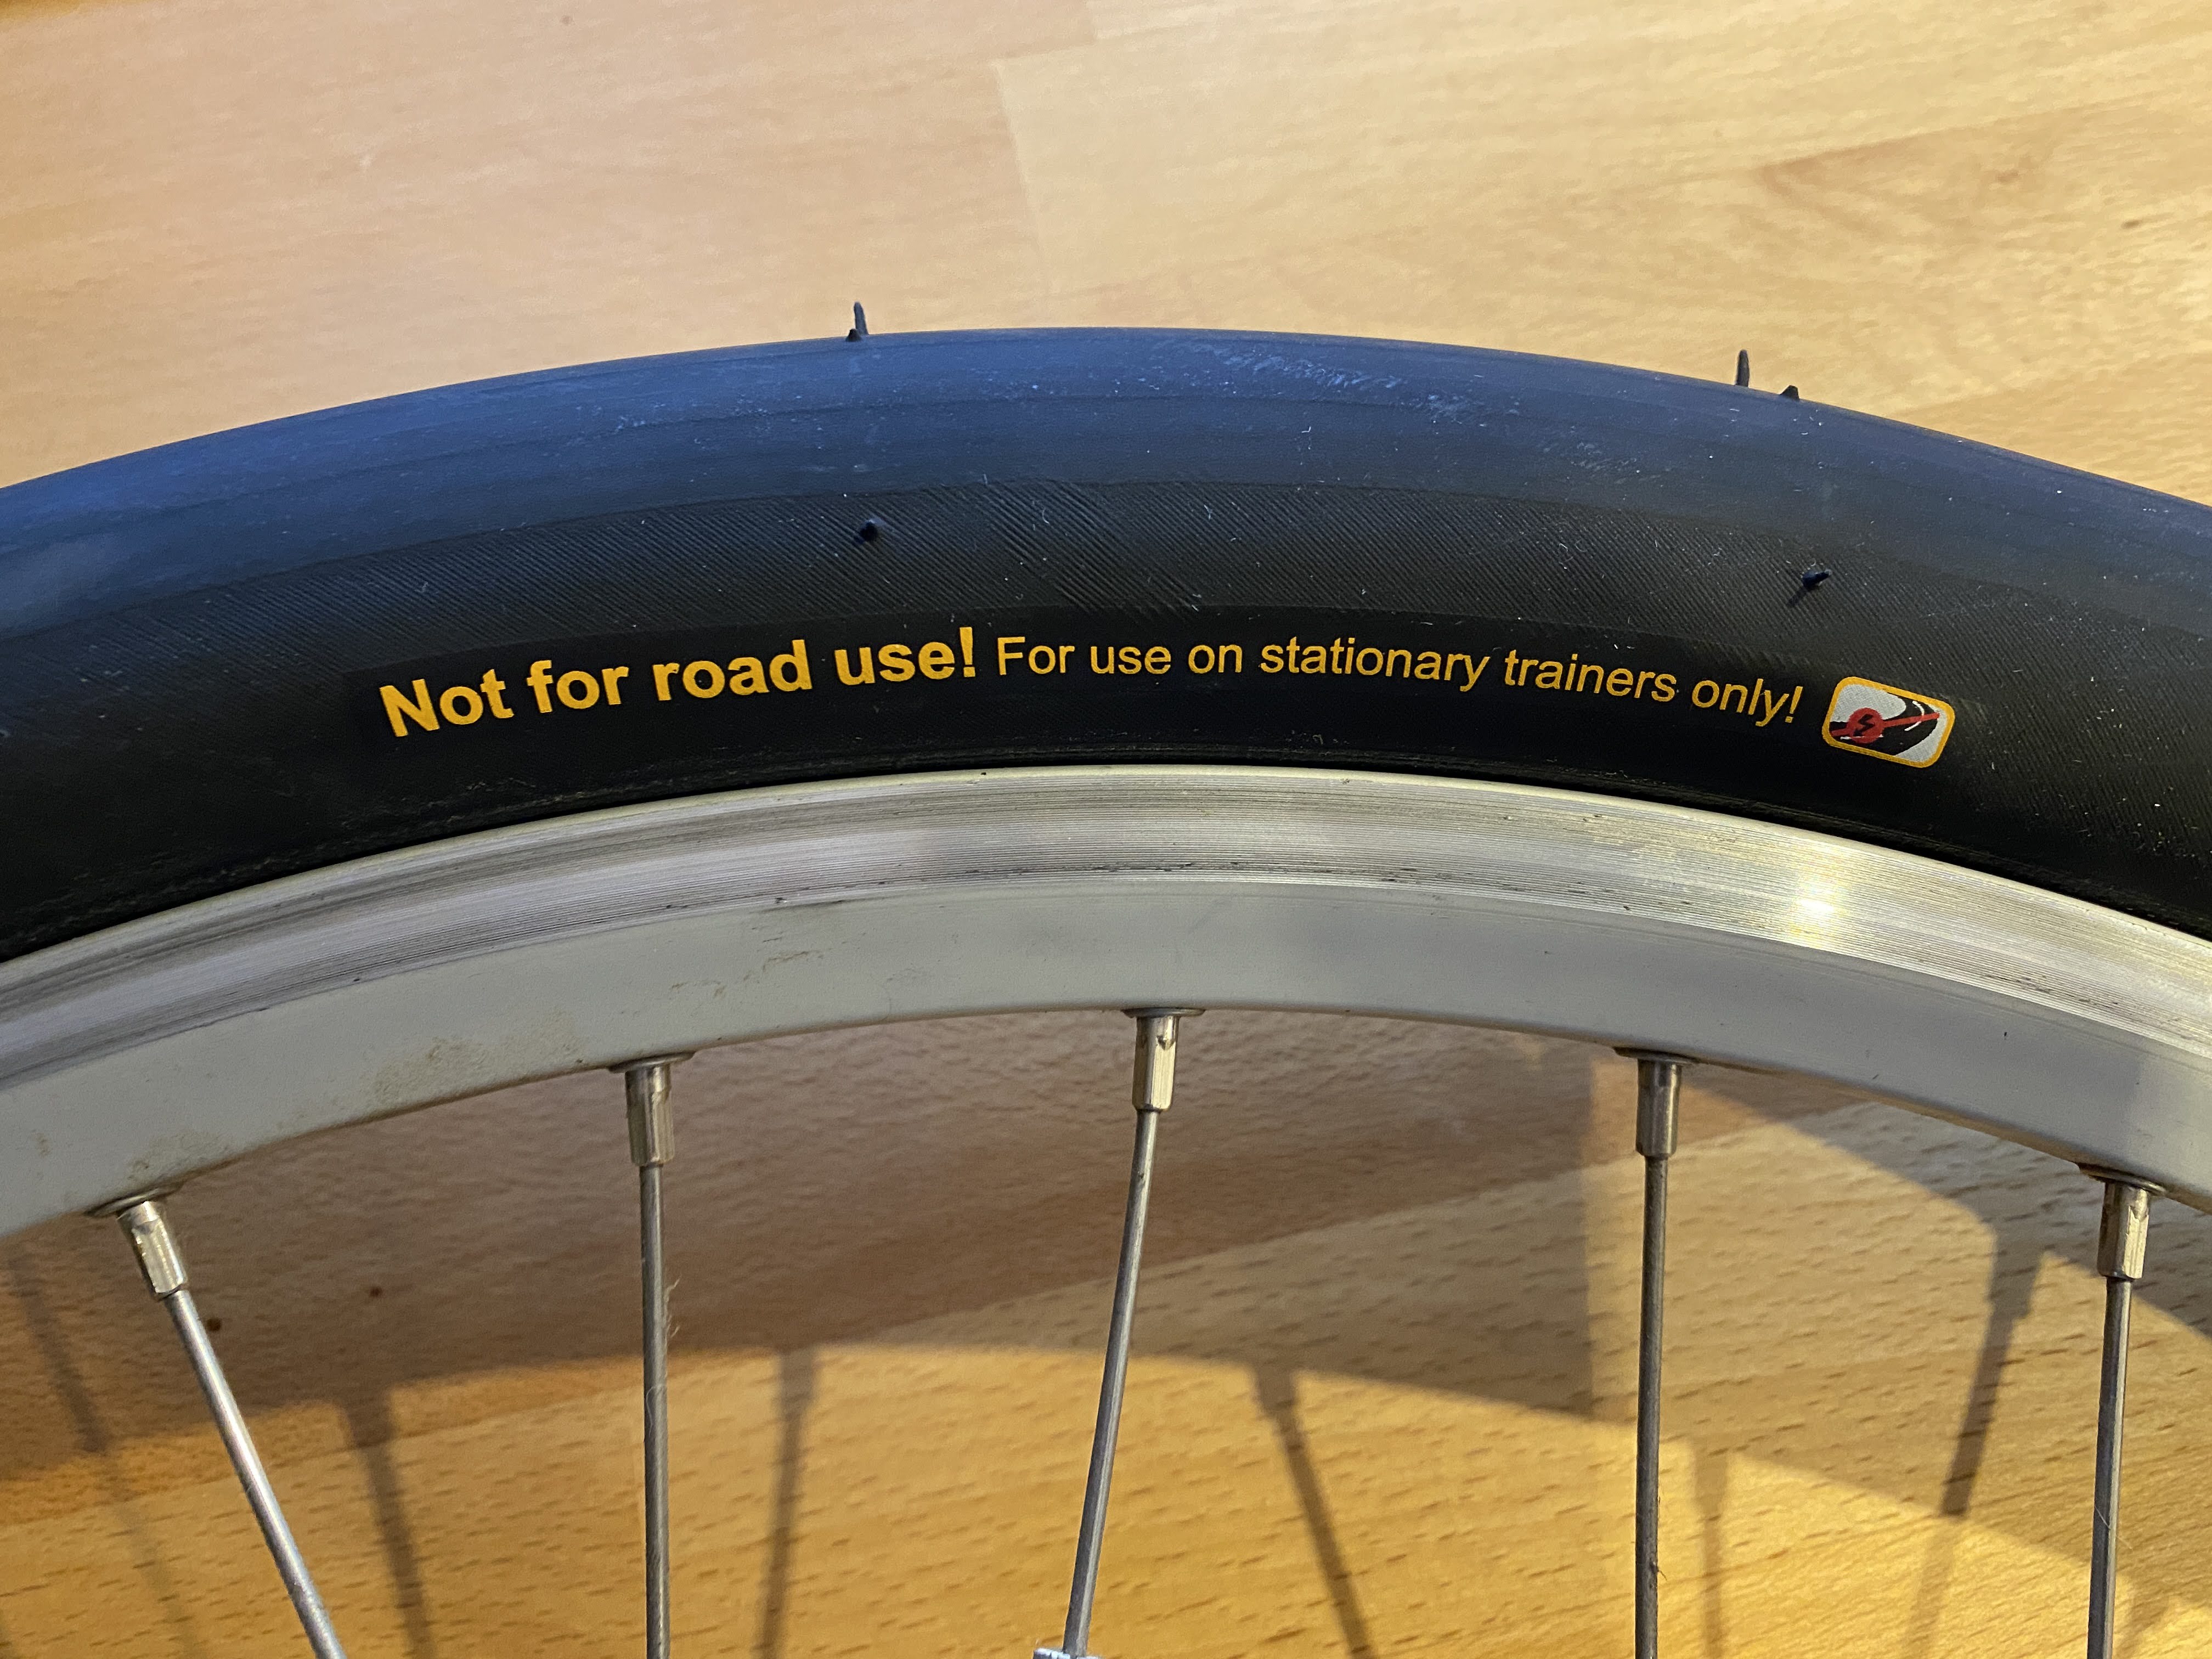 Not for road use! For use on stationary trainers only!